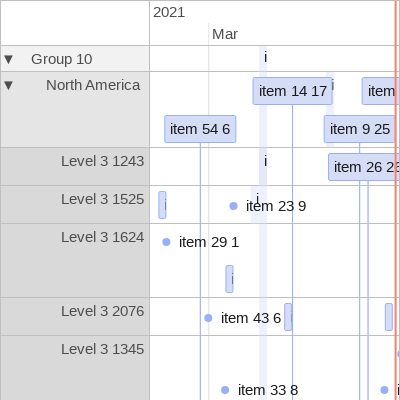 2021
Mar
▼ Group 10 i
▼ North America item 14 17 i item
item 54 6 item 9 25
Level 3 1243 i item 26 2
Level 3 1525 i item 23 9 i
Level 3 1624 item 29 1
i
Level 3 2076 item 43 6
Level 3 1345
item 33 8